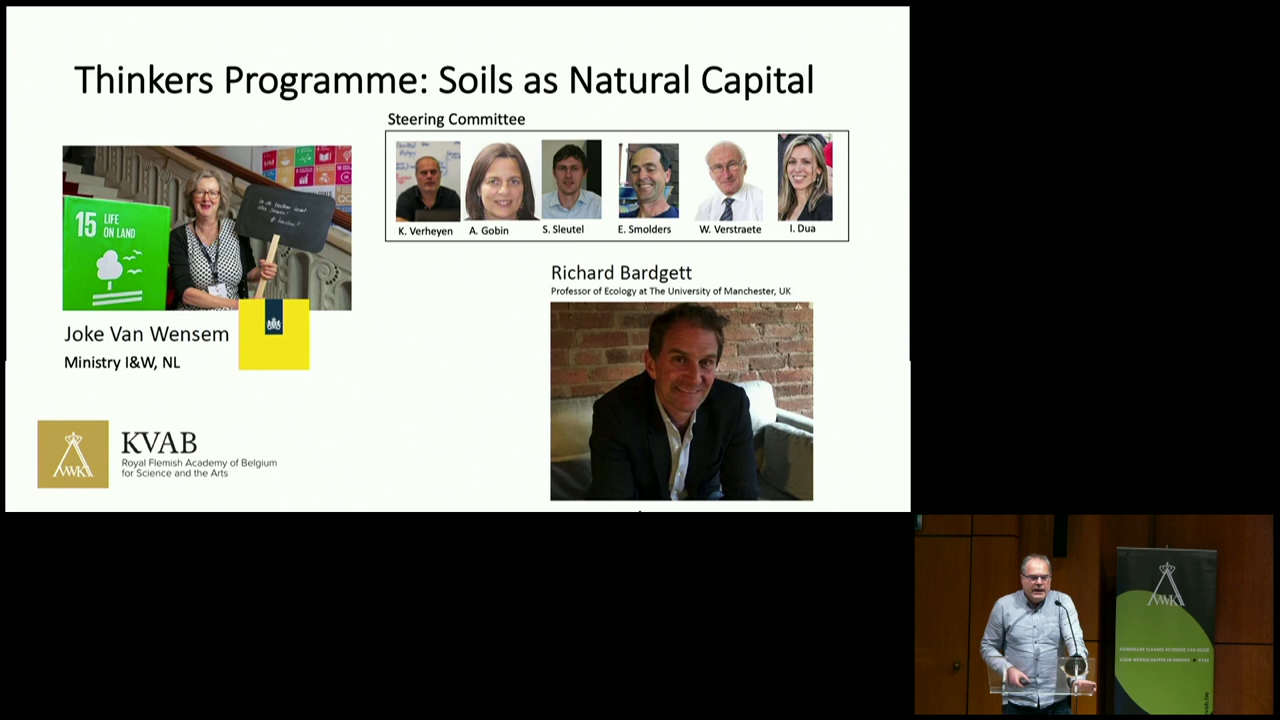 Thinkers Programme: Soils as Natural Capital
Steering Committee
K. Verheyen
A. Gobin
S. Sleutel
E. Smolders
W. Verstraete
I. Dua
15 LIFE
ON LAND
Joke Van Wensem
Ministry I&W, NL
Richard Bardgett
Professor of Ecology at The University of Manchester, UK
KVAB
Royal Flemish Academy of Belgium
for Science and the Arts